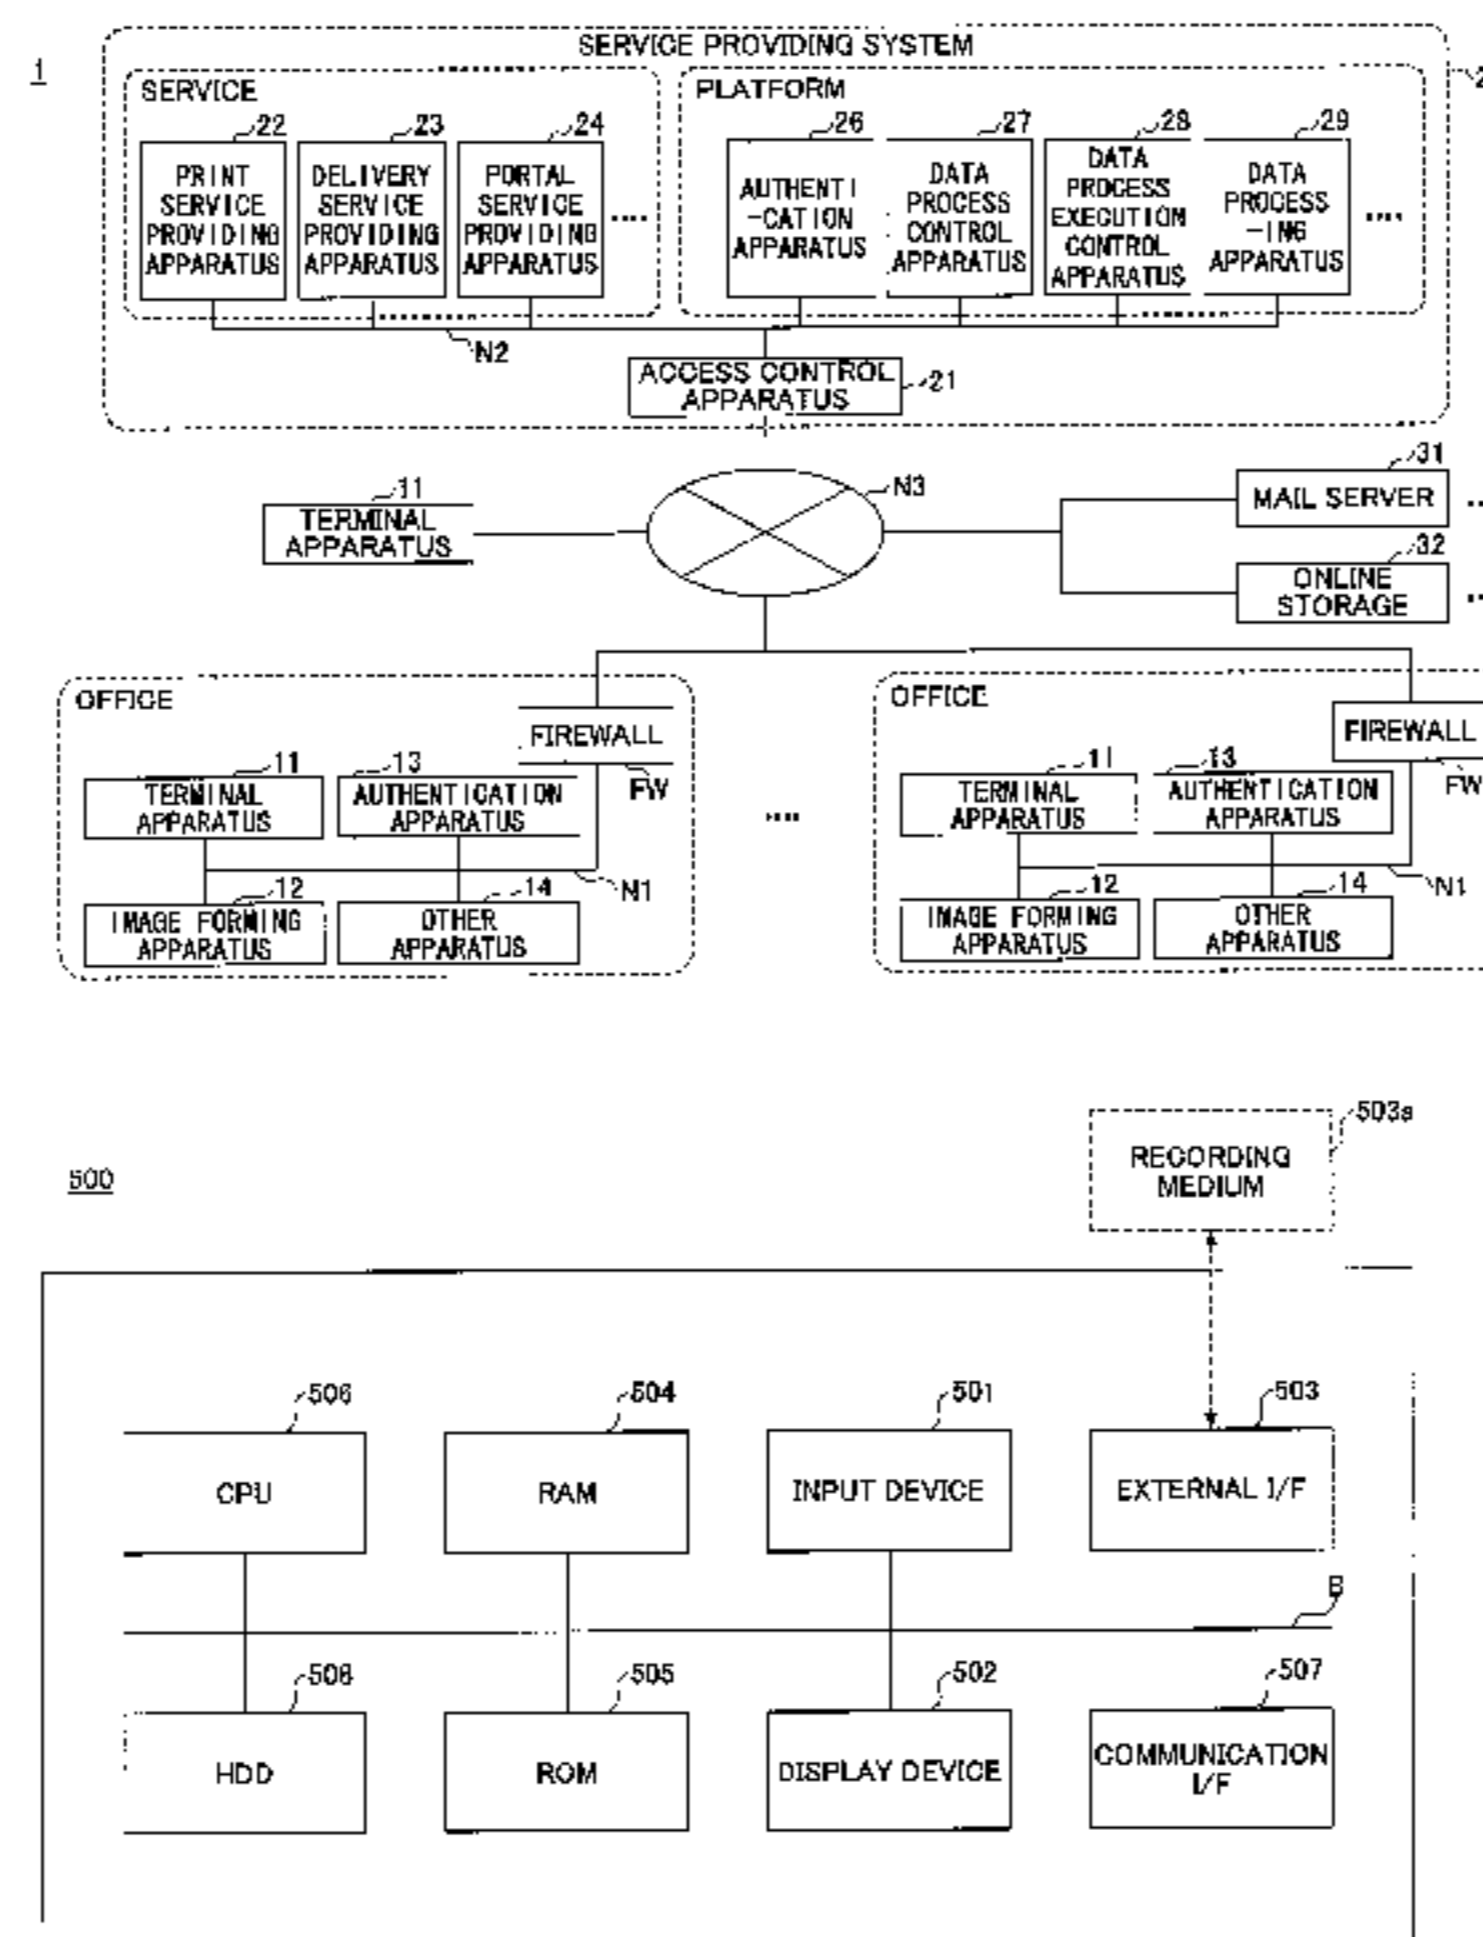 SERVICE PROVIDING SYSTEM
1
2
SERVICE
PLATFORM
22
23
24
26
27
28
29
PRINT
SERVICE
PROVIDING
APPARATUS
DELIVERY
SERVICE
PROVIDING
APPARATUS
PORTAL
SERVICE
PROVIDING
APPARATUS
....
AUTHENTI
-CATION
APPARATUS
DATA
PROCESS
CONTROL
APPARATUS
DATA
PROCESS
EXECUTION
CONTROL
APPARATUS
DATA
PROCESS
-ING
APPARATUS
....
N2
ACCESS CONTROL
APPARATUS
21
11
TERMINAL
APPARATUS
N3
31
MAIL SERVER
..
32
ONLINE
STORAGE
..
OFFICE
FIREWALL
FW
11
TERMINAL
APPARATUS
13
AUTHENTICATION
APPARATUS
N1
12
IMAGE FORMING
APPARATUS
14
OTHER
APPARATUS
....
OFFICE
FIREWALL
FW
11
TERMINAL
APPARATUS
13
AUTHENTICATION
APPARATUS
N1
12
IMAGE FORMING
APPARATUS
14
OTHER
APPARATUS
503a
RECORDING
MEDIUM
500
506
504
501
503
CPU
RAM
INPUT DEVICE
EXTERNAL I/F
B
508
505
502
507
HDD
ROM
DISPLAY DEVICE
COMMUNICATION
I/F